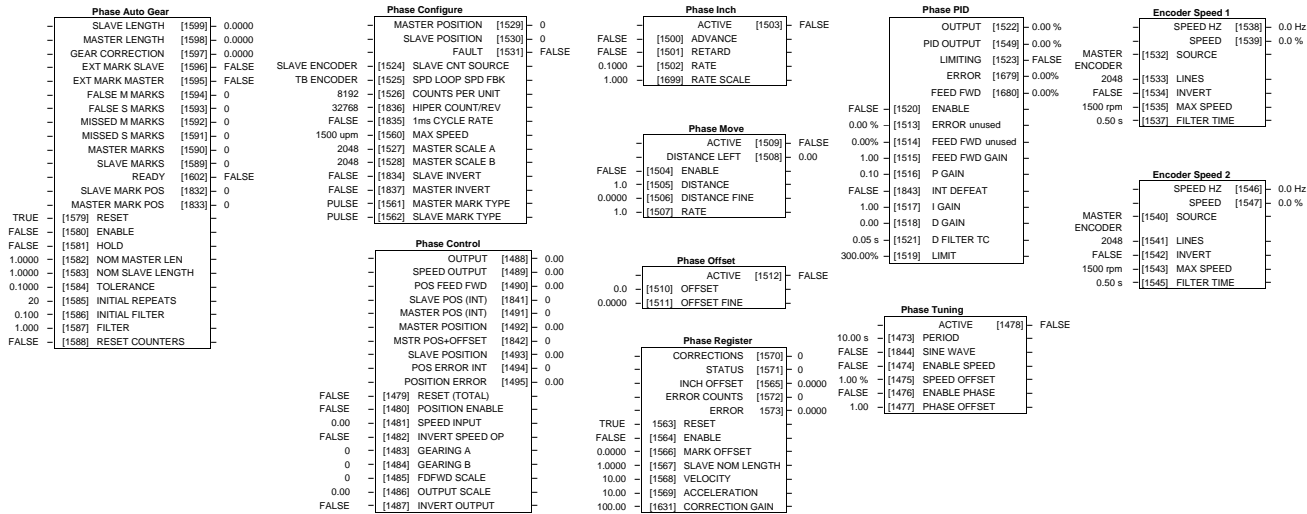 Phase Auto Gear
SLAVE LENGTH [1599] 0.0000
MASTER LENGTH [1598] 0.0000
GEAR CORRECTION [1597] 0.0000
EXT MARK SLAVE [1596] FALSE
EXT MARK MASTER [1595] FALSE
FALSE M MARKS [1594] 0
FALSE S MARKS [1593] 0
MISSED M MARKS [1592] 0
MISSED S MARKS [1591] 0
MASTER MARKS [1590] 0
SLAVE MARKS [1589] 0
READY [1602] FALSE
SLAVE MARK POS [1832] 0
MASTER MARK POS [1833] 0
TRUE [1579] RESET
FALSE [1580] ENABLE
FALSE [1581] HOLD
1.0000 [1582] NOM MASTER LEN
1.0000 [1583] NOM SLAVE LENGTH
0.1000 [1584] TOLERANCE
20 [1585] INITIAL REPEATS
0.100 [1586] INITIAL FILTER
1.000 [1587] FILTER
FALSE [1588] RESET COUNTERS
Phase Configure
MASTER POSITION [1529] 0
SLAVE POSITION [1530] 0
FAULT [1531] FALSE
SLAVE ENCODER [1524] SLAVE CNT SOURCE
TB ENCODER [1525] SPD LOOP SPD FBK
8192 [1526] COUNTS PER UNIT
32768 [1836] HIPER COUNT/REV
FALSE [1835] 1ms CYCLE RATE
1500 upm [1560] MAX SPEED
2048 [1527] MASTER SCALE A
2048 [1528] MASTER SCALE B
FALSE [1834] SLAVE INVERT
FALSE [1837] MASTER INVERT
PULSE [1561] MASTER MARK TYPE
PULSE [1562] SLAVE MARK TYPE
Phase Control
OUTPUT [1488] 0.00
SPEED OUTPUT [1489] 0.00
POS FEED FWD [1490] 0.00
SLAVE POS (INT) [1841] 0
MASTER POS (INT) [1491] 0
MASTER POSITION [1492] 0.00
MSTR POS+OFFSET [1842] 0
SLAVE POSITION [1493] 0.00
POS ERROR INT [1494] 0
POSITION ERROR [1495] 0.00
FALSE [1479] RESET (TOTAL)
FALSE [1480] POSITION ENABLE
0.00 [1481] SPEED INPUT
FALSE [1482] INVERT SPEED OP
0 [1483] GEARING A
0 [1484] GEARING B
0 [1485] FDFWD SCALE
0.00 [1486] OUTPUT SCALE
FALSE [1487] INVERT OUTPUT
Phase Inch
ACTIVE [1503] FALSE
FALSE [1500] ADVANCE
FALSE [1501] RETARD
0.1000 [1502] RATE
1.000 [1699] RATE SCALE
Phase Move
ACTIVE [1509] FALSE
DISTANCE LEFT [1508] 0.00
FALSE [1504] ENABLE
1.0 [1505] DISTANCE
0.0000 [1506] DISTANCE FINE
1.0 [1507] RATE
Phase Offset
ACTIVE [1512] FALSE
0.0 [1510] OFFSET
0.0000 [1511] OFFSET FINE
Phase Register
CORRECTIONS [1570] 0
STATUS [1571] 0
INCH OFFSET [1565] 0.0000
ERROR COUNTS [1572] 0
ERROR 1573] 0.0000
TRUE 1563] RESET
FALSE [1564] ENABLE
0.0000 [1566] MARK OFFSET
1.0000 [1567] SLAVE NOM LENGTH
10.00 [1568] VELOCITY
10.00 [1569] ACCELERATION
100.00 [1631] CORRECTION GAIN
Phase PID
OUTPUT [1522] 0.00 %
PID OUTPUT [1549] 0.00 %
LIMITING [1523] FALSE
ERROR [1679] 0.00%
FEED FWD [1680] 0.00%
FALSE [1520] ENABLE
0.00 % [1513] ERROR unused
0.00% [1514] FEED FWD unused
1.00 [1515] FEED FWD GAIN
0.10 [1516] P GAIN
FALSE [1843] INT DEFEAT
1.00 [1517] I GAIN
0.00 [1518] D GAIN
0.05 s [1521] D FILTER TC
300.00% [1519] LIMIT
Phase Tuning
ACTIVE [1478] FALSE
10.00 s [1473] PERIOD
FALSE [1844] SINE WAVE
FALSE [1474] ENABLE SPEED
1.00 % [1475] SPEED OFFSET
FALSE [1476] ENABLE PHASE
1.00 [1477] PHASE OFFSET
Encoder Speed 1
SPEED HZ [1538] 0.0 Hz
SPEED [1539] 0.0 %
MASTER ENCODER [1532] SOURCE
2048 [1533] LINES
FALSE [1534] INVERT
1500 rpm [1535] MAX SPEED
0.50 s [1537] FILTER TIME
Encoder Speed 2
SPEED HZ [1546] 0.0 Hz
SPEED [1547] 0.0 %
MASTER ENCODER [1540] SOURCE
2048 [1541] LINES
FALSE [1542] INVERT
1500 rpm [1543] MAX SPEED
0.50 s [1545] FILTER TIME